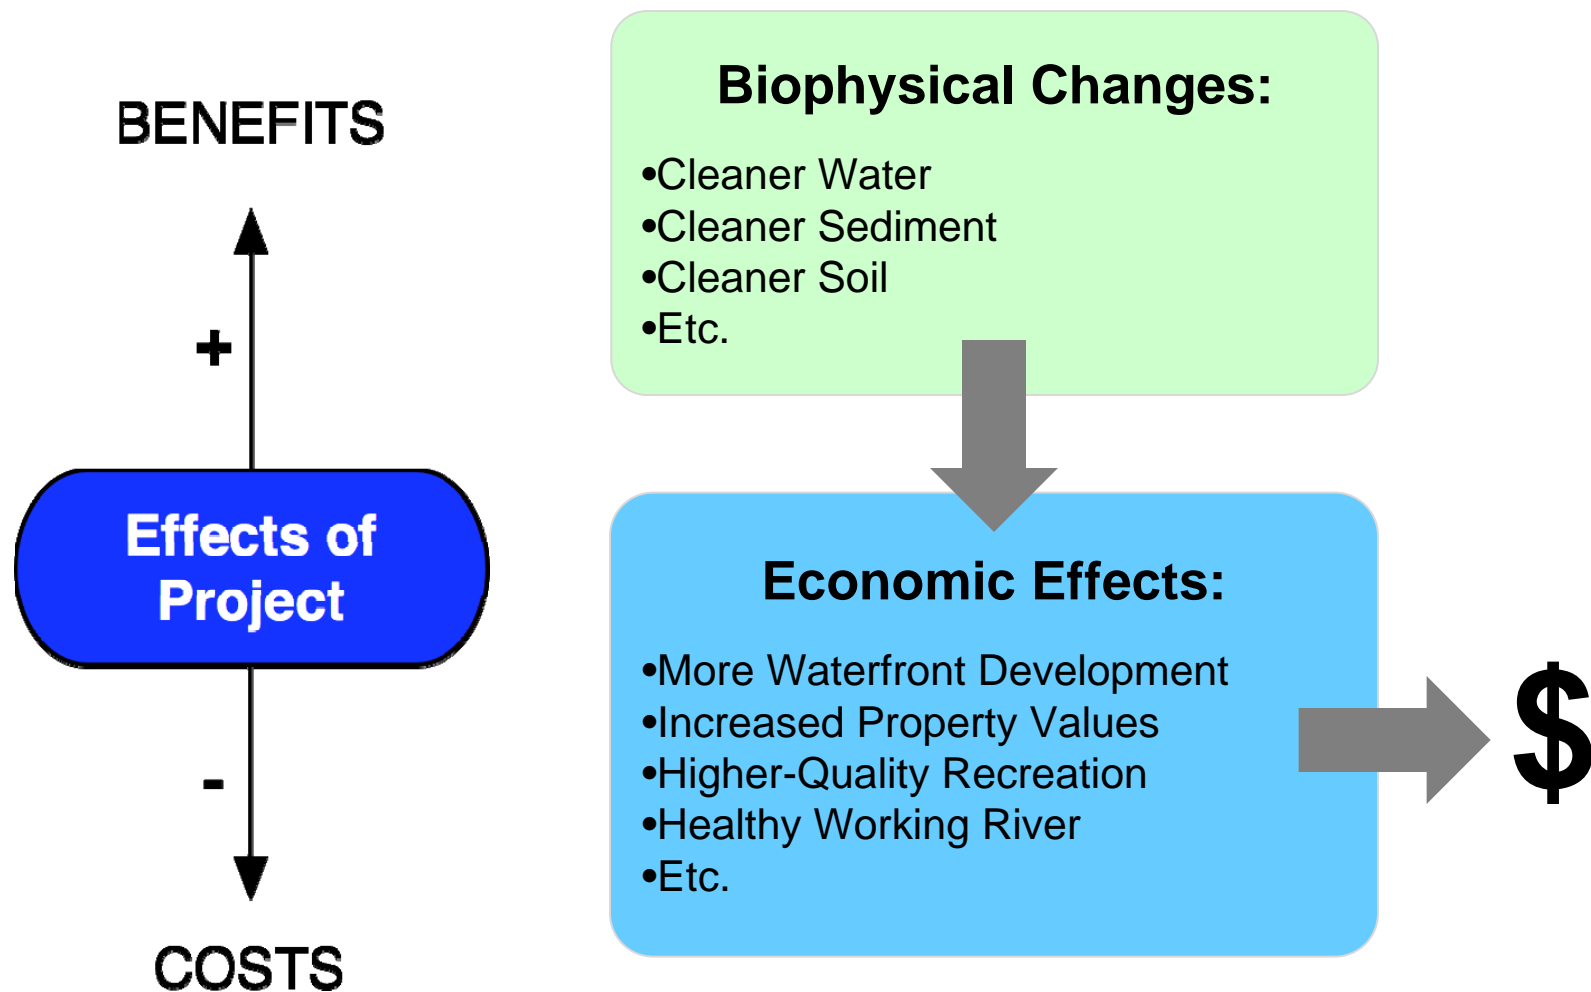 BENEFITS
+
Effects of
Project
-
COSTS
Biophysical Changes:
•Cleaner Water
•Cleaner Sediment
•Cleaner Soil
•Etc.
Economic Effects:
•More Waterfront Development
•Increased Property Values
•Higher-Quality Recreation
•Healthy Working River
•Etc.
$